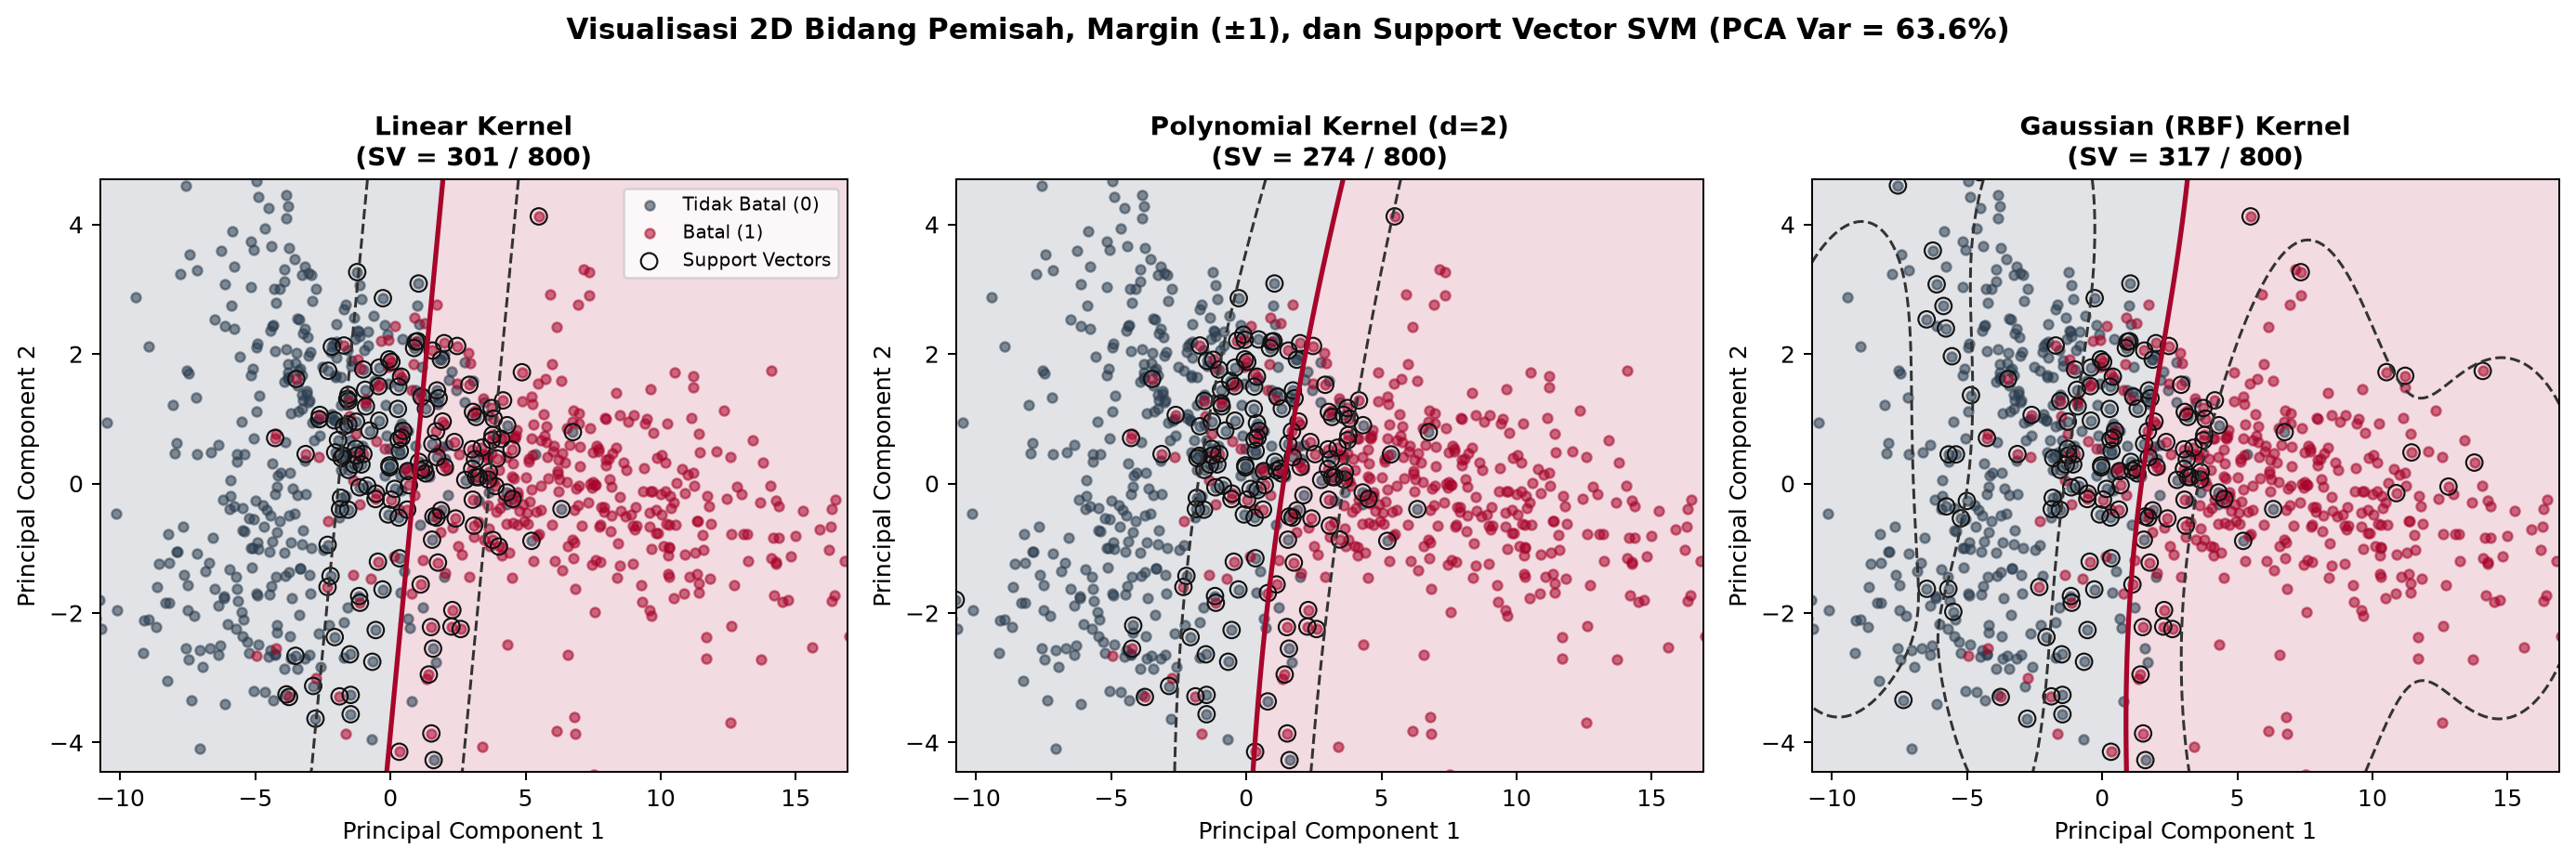 Visualisasi 2D Bidang Pemisah, Margin (±1), dan Support Vector SVM (PCA Var = 63.6%)
Linear Kernel
(SV = 301 / 800)
Principal Component 2
4
2
0
−2
−4
−10
−5
0
5
10
15
Principal Component 1
Tidak Batal (0)
Batal (1)
Support Vectors
Polynomial Kernel (d=2)
(SV = 274 / 800)
Principal Component 2
4
2
0
−2
−4
−10
−5
0
5
10
15
Principal Component 1
Gaussian (RBF) Kernel
(SV = 317 / 800)
Principal Component 2
4
2
0
−2
−4
−10
−5
0
5
10
15
Principal Component 1